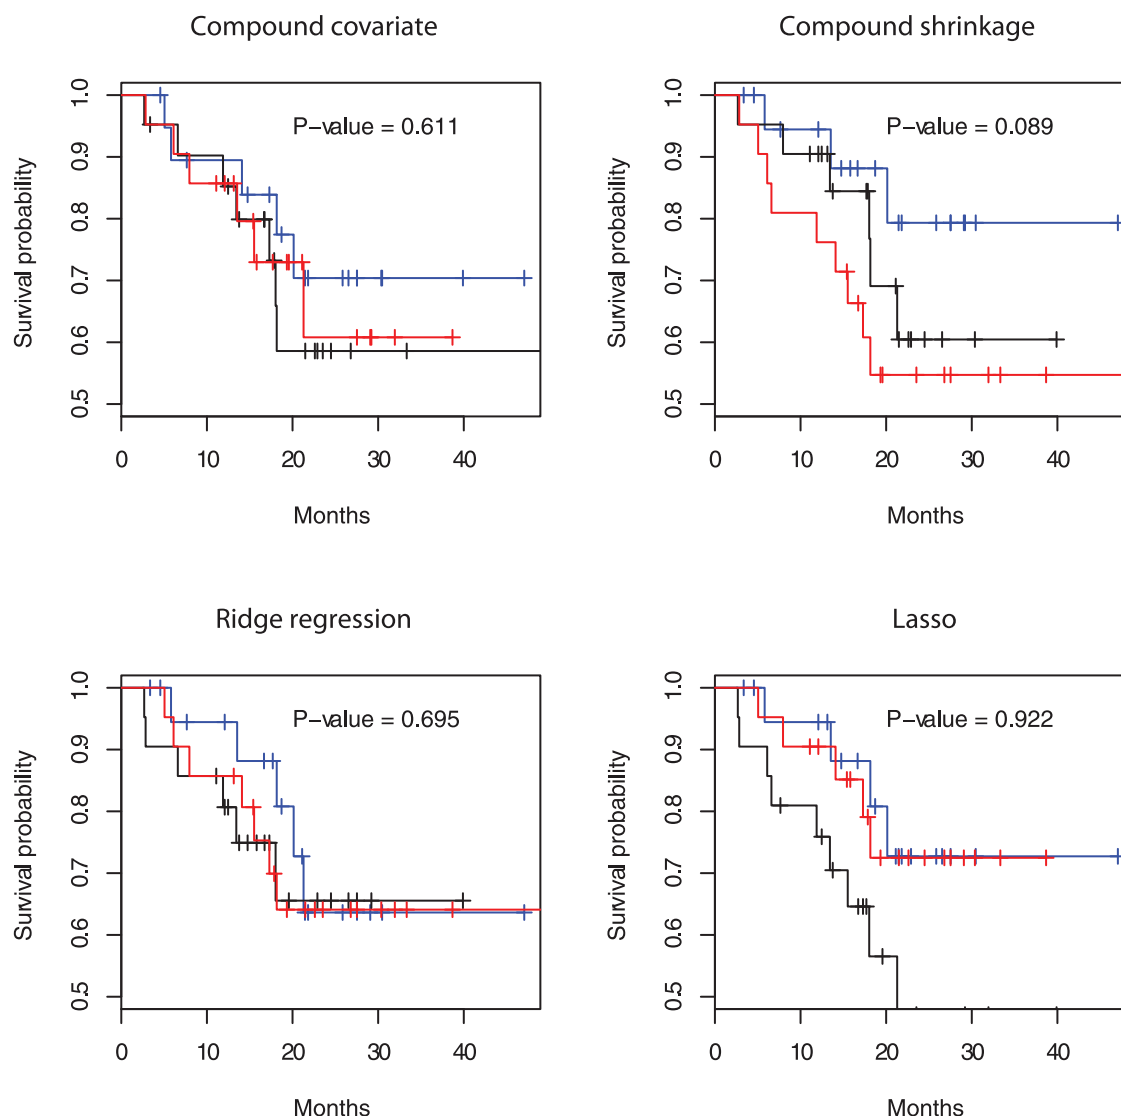 Compound covariate
P-value = 0.611
Survival probability
1.0
0.9
0.8
0.7
0.6
0.5
0 10 20 30 40
Months
Compound shrinkage
P-value = 0.089
Survival probability
1.0
0.9
0.8
0.7
0.6
0.5
0 10 20 30 40
Months
Ridge regression
P-value = 0.695
Survival probability
1.0
0.9
0.8
0.7
0.6
0.5
0 10 20 30 40
Months
Lasso
P-value = 0.922
Survival probability
1.0
0.9
0.8
0.7
0.6
0.5
0 10 20 30 40
Months